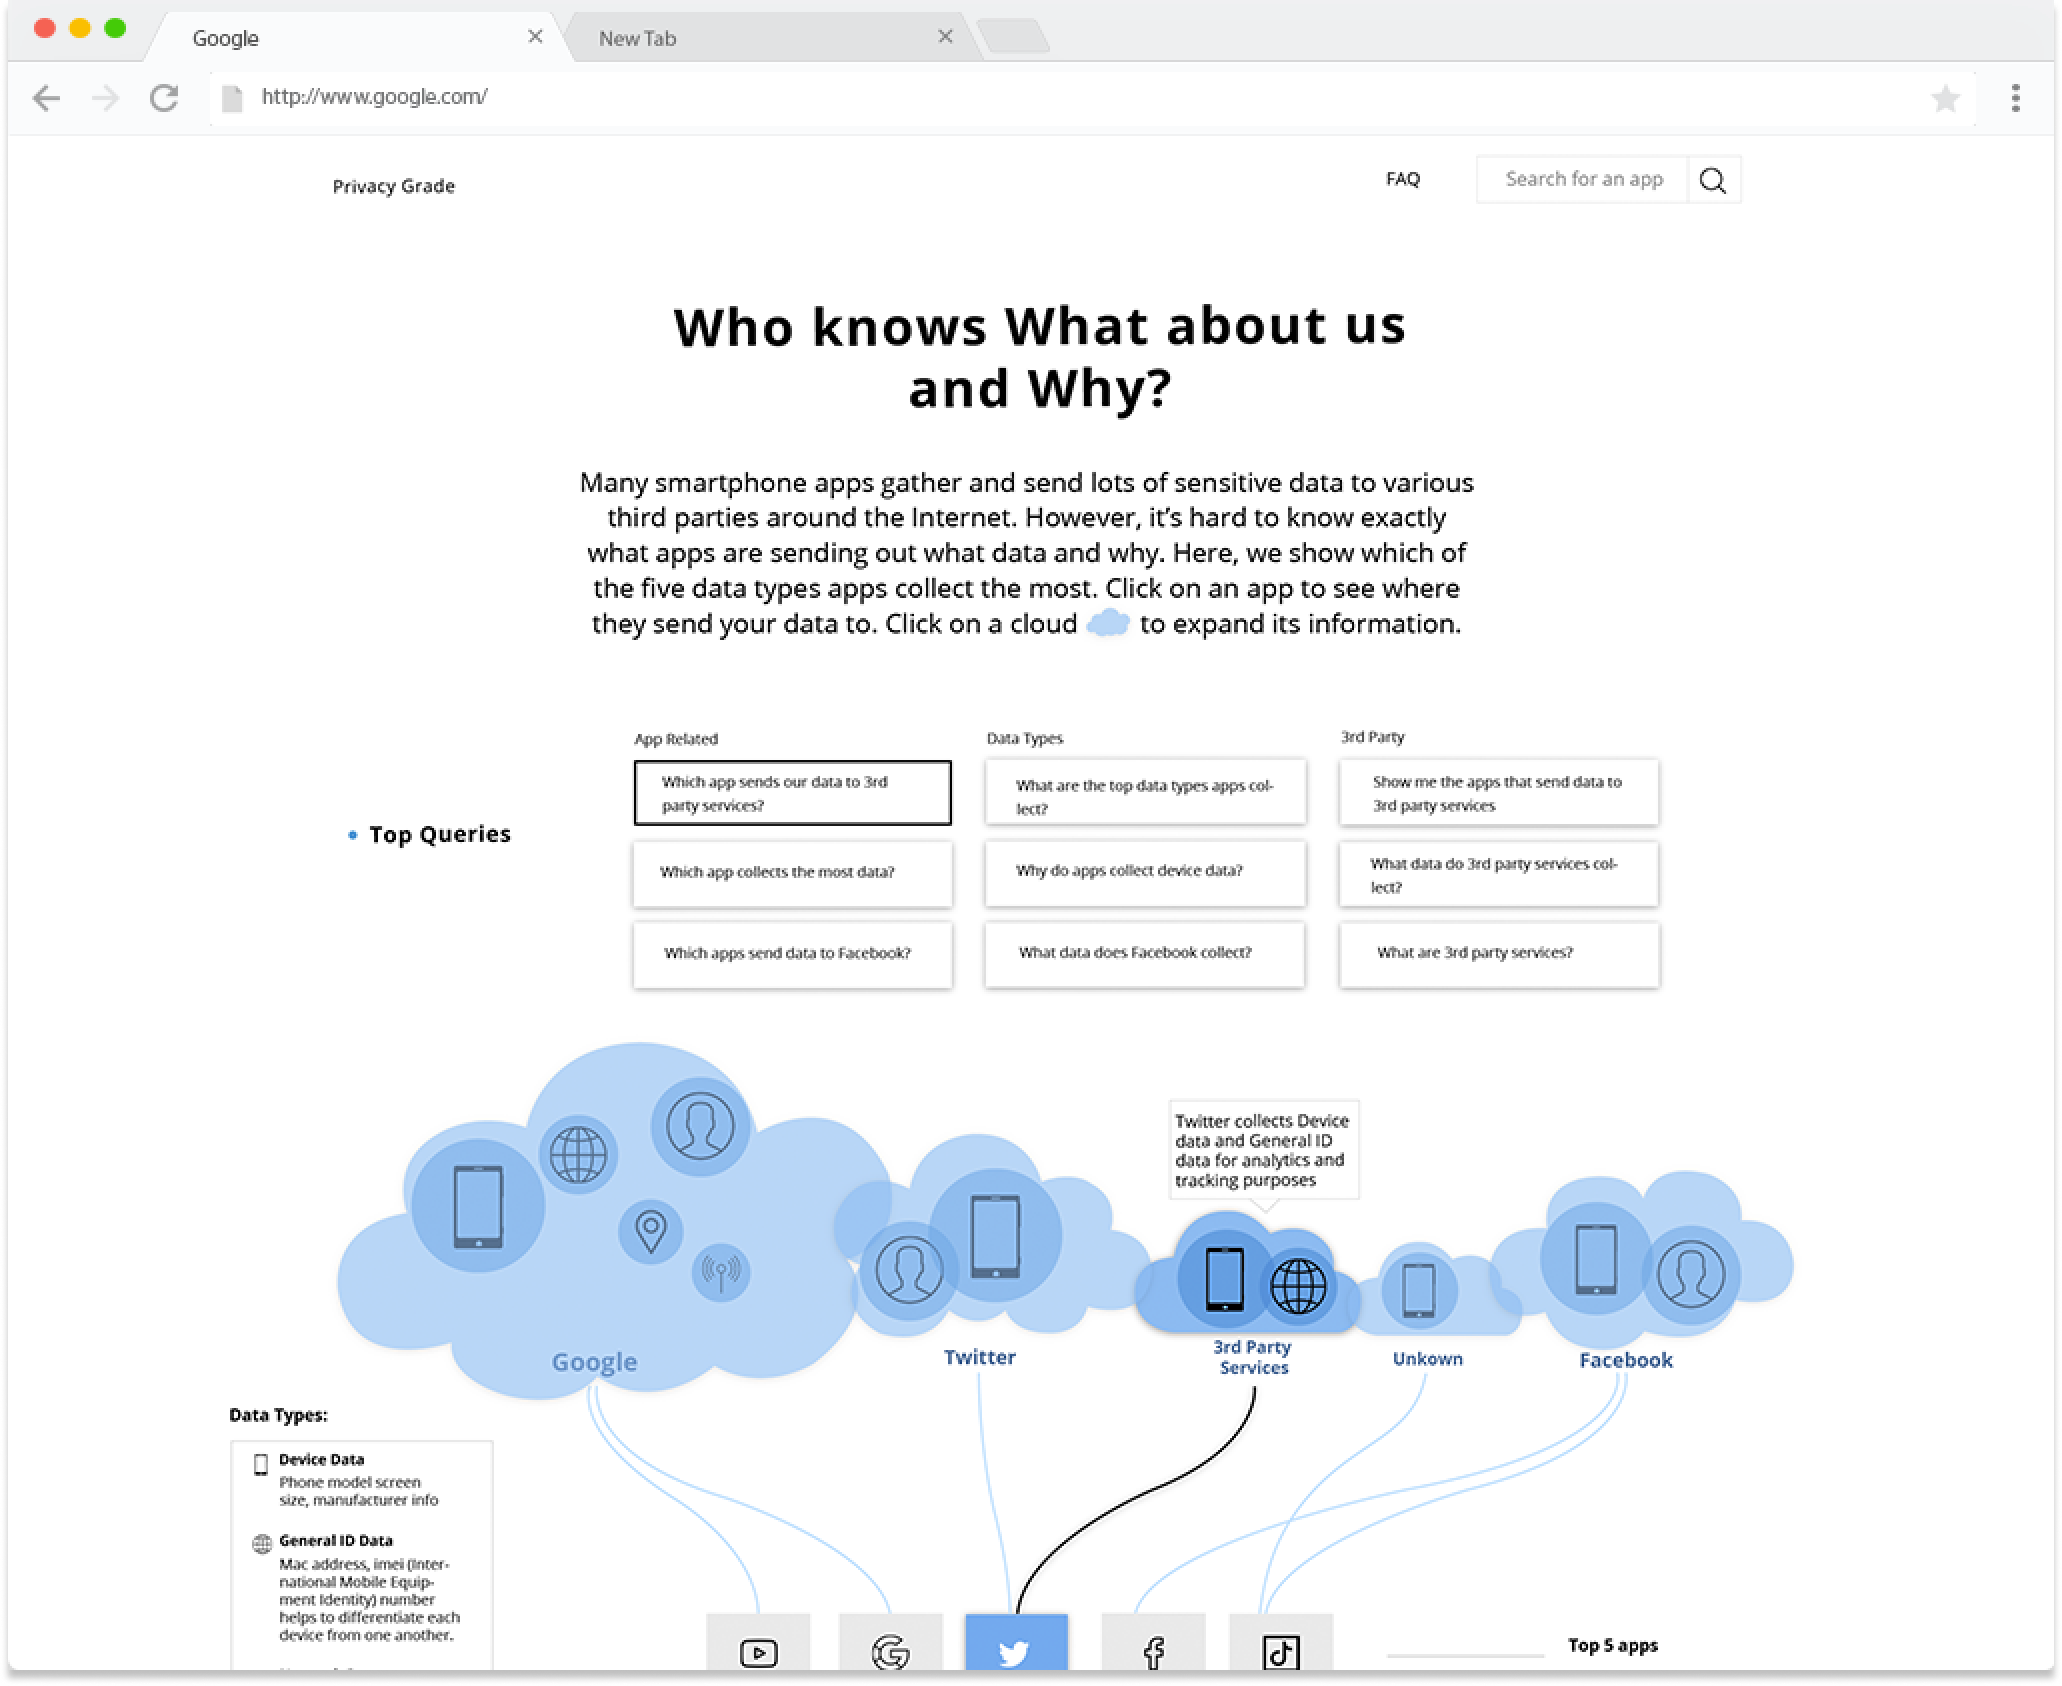 Google
New Tab
http://www.google.com/
Privacy Grade
FAQ
Search for an app
Who knows What about us
and Why?
Many smartphone apps gather and send lots of sensitive data to various
third parties around the Internet. However, it's hard to know exactly
what apps are sending out what data and why. Here, we show which of
the five data types apps collect the most. Click on an app to see where
they send your data to. Click on a cloud to expand its information.
Top Queries
App Related
Which app sends our data to 3rd
party services?
Which app collects the most data?
Which apps send data to Facebook?
Data Types
What are the top data types apps col-
lect?
Why do apps collect device data?
What data does Facebook collect?
3rd Party
Show me the apps that send data to
3rd party services
What data do 3rd party services col-
lect?
What are 3rd party services?
Twitter collects Device
data and General ID
data for analytics and
tracking purposes
Google
Twitter
3rd Party
Services
Unkown
Facebook
Data Types:
Device Data
Phone model screen
size, manufacturer info
General ID Data
Mac address, imei (Inter-
national Mobile Equip-
ment Identity) number
helps to differentiate each
device from one another.
Top 5 apps